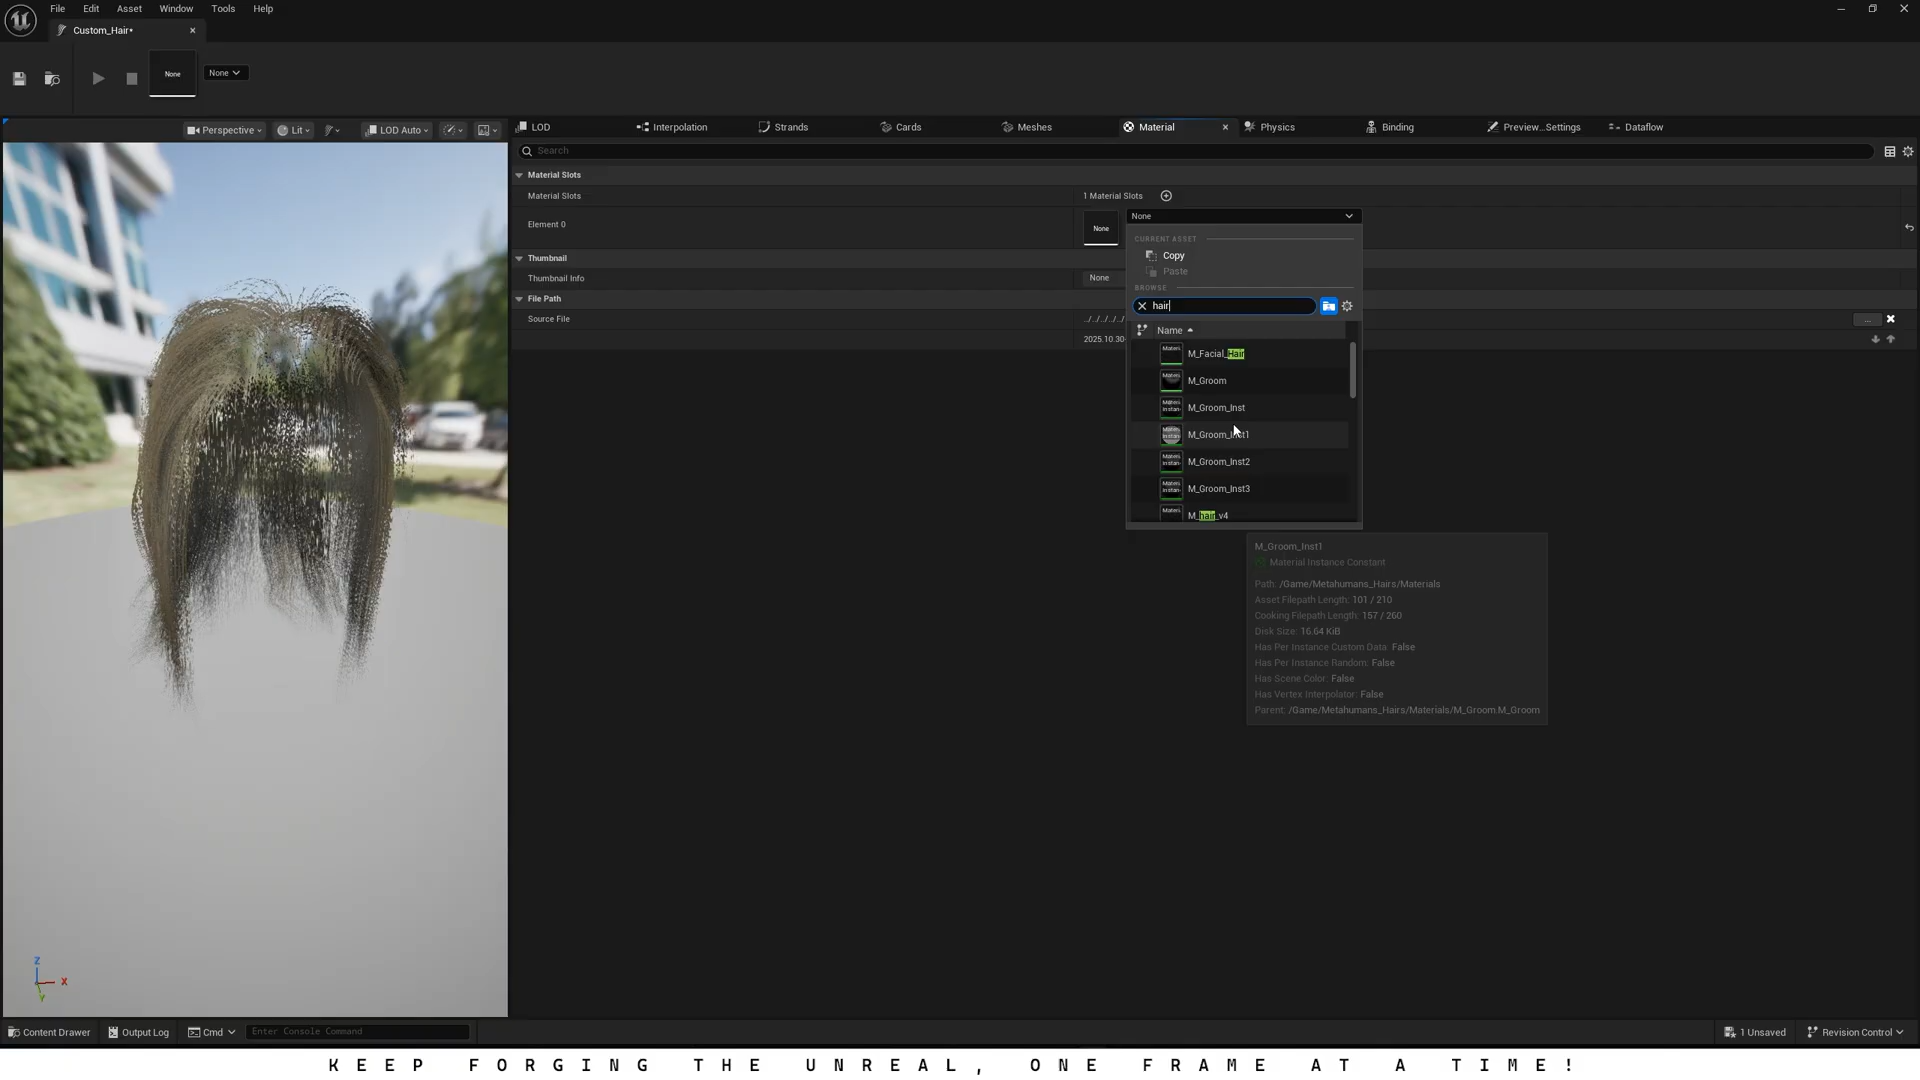 File Edit Asset Window Tools Help
Custom_Hair•
None
None
Perspective Lit LOD Auto
LOD Interpolation Strands Cards Meshes Material Physics Binding Preview...Settings Dataflow
Search
Material Slots
Material Slots 1 Material Slots
Element 0 None None
CURRENT ASSET
Copy
Paste
BROWSE
hair
Name
M_Facial_Hair
M_Groom
M_Groom_Inst
M_Groom_Inst1
M_Groom_Inst2
M_Groom_Inst3
M_hair_v4
Thumbnail
Thumbnail Info None
File Path
Source File ../../../../
2025.10.30
M_Groom_Inst1
Material Instance Constant
Path: /Game/Metahumans_Hairs/Materials
Asset Filepath Length: 101 / 210
Cooking Filepath Length: 157 / 260
Disk Size: 16.64 KiB
Has Per Instance Custom Data: False
Has Per Instance Random: False
Has Scene Color: False
Has Vertex Interpolator: False
Parent: /Game/Metahumans_Hairs/Materials/M_Groom.M_Groom
Z
X
Y
Content Drawer Output Log Cmd Enter Console Command 1 Unsaved Revision Control
KEEP FORGING THE UNREAL, ONE FRAME AT A TIME!